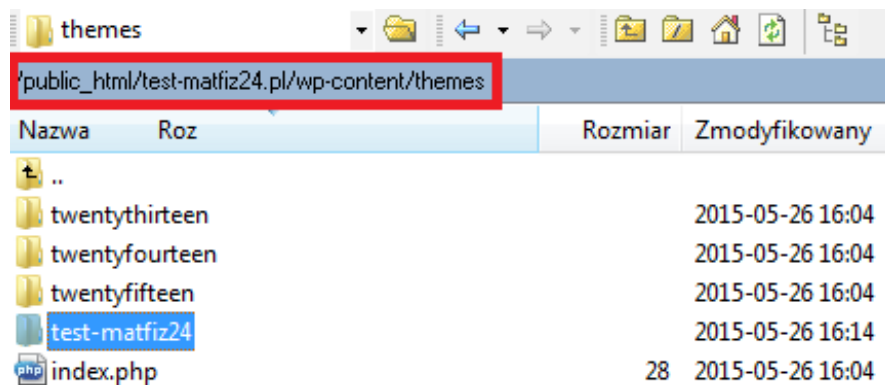 themes
/public_html/test-matfiz24.pl/wp-content/themes
Nazwa Roz Rozmiar Zmodyfikowany
..
twentythirteen 2015-05-26 16:04
twentyfourteen 2015-05-26 16:04
twentyfifteen 2015-05-26 16:04
test-matfiz24 2015-05-26 16:14
php index.php 28 2015-05-26 16:04